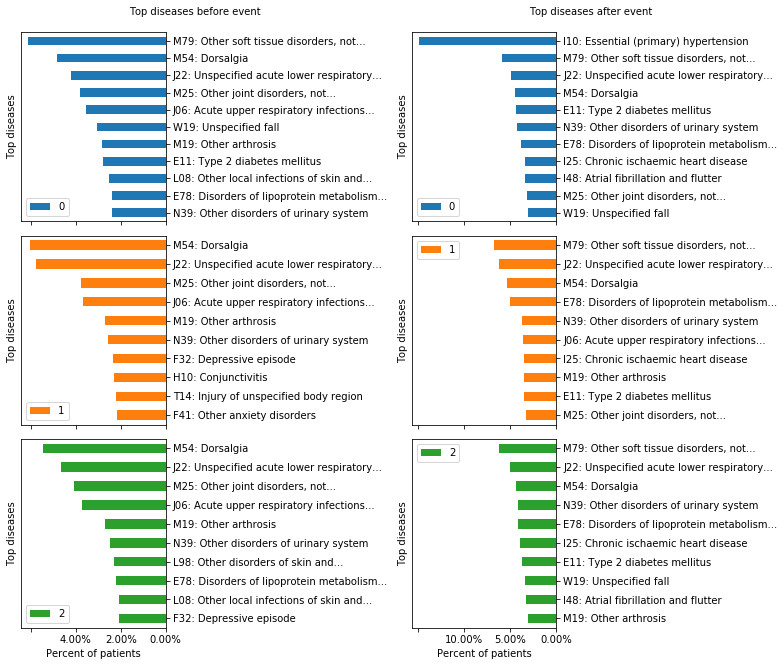 Top diseases before event
Top diseases
M79: Other soft tissue disorders, not...
M54: Dorsalgia
J22: Unspecified acute lower respiratory...
M25: Other joint disorders, not...
J06: Acute upper respiratory infections...
W19: Unspecified fall
M19: Other arthrosis
E11: Type 2 diabetes mellitus
L08: Other local infections of skin and...
E78: Disorders of lipoprotein metabolism...
N39: Other disorders of urinary system
0
Top diseases
M54: Dorsalgia
J22: Unspecified acute lower respiratory...
M25: Other joint disorders, not...
J06: Acute upper respiratory infections...
M19: Other arthrosis
N39: Other disorders of urinary system
F32: Depressive episode
H10: Conjunctivitis
T14: Injury of unspecified body region
F41: Other anxiety disorders
1
Top diseases
M54: Dorsalgia
J22: Unspecified acute lower respiratory...
M25: Other joint disorders, not...
J06: Acute upper respiratory infections...
M19: Other arthrosis
N39: Other disorders of urinary system
L98: Other disorders of skin and...
E78: Disorders of lipoprotein metabolism...
L08: Other local infections of skin and...
F32: Depressive episode
2
4.00% 2.00% 0.00%
Percent of patients
Top diseases after event
Top diseases
I10: Essential (primary) hypertension
M79: Other soft tissue disorders, not...
J22: Unspecified acute lower respiratory...
M54: Dorsalgia
E11: Type 2 diabetes mellitus
N39: Other disorders of urinary system
E78: Disorders of lipoprotein metabolism...
I25: Chronic ischaemic heart disease
I48: Atrial fibrillation and flutter
M25: Other joint disorders, not...
W19: Unspecified fall
0
Top diseases
1
M79: Other soft tissue disorders, not...
J22: Unspecified acute lower respiratory...
M54: Dorsalgia
E78: Disorders of lipoprotein metabolism...
N39: Other disorders of urinary system
J06: Acute upper respiratory infections...
I25: Chronic ischaemic heart disease
M19: Other arthrosis
E11: Type 2 diabetes mellitus
M25: Other joint disorders, not...
Top diseases
2
M79: Other soft tissue disorders, not...
J22: Unspecified acute lower respiratory...
M54: Dorsalgia
N39: Other disorders of urinary system
E78: Disorders of lipoprotein metabolism...
I25: Chronic ischaemic heart disease
E11: Type 2 diabetes mellitus
W19: Unspecified fall
I48: Atrial fibrillation and flutter
M19: Other arthrosis
10.00% 5.00% 0.00%
Percent of patients